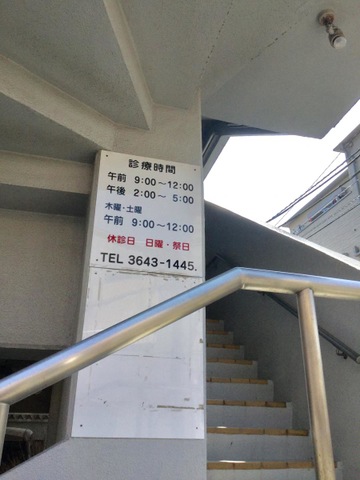 診療時間
午前 9:00〜12:00
午後 2:00〜 5:00
木曜・土曜
午前 9:00〜12:00
休診日 日曜・祭日
TEL 3643-1445.